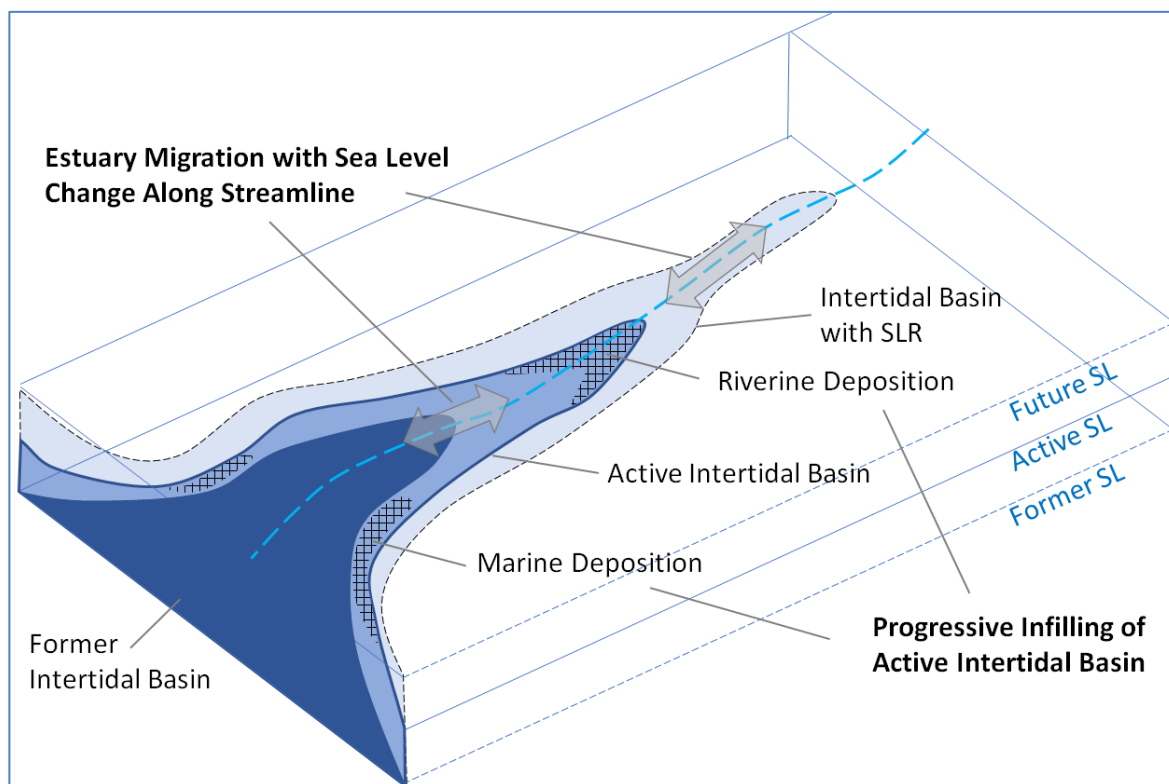 Estuary Migration with Sea Level
Change Along Streamline
Intertidal Basin
with SLR
Riverine Deposition
Future SL
Active SL
Former SL
Active Intertidal Basin
Marine Deposition
Former
Intertidal Basin
Progressive Infilling of
Active Intertidal Basin